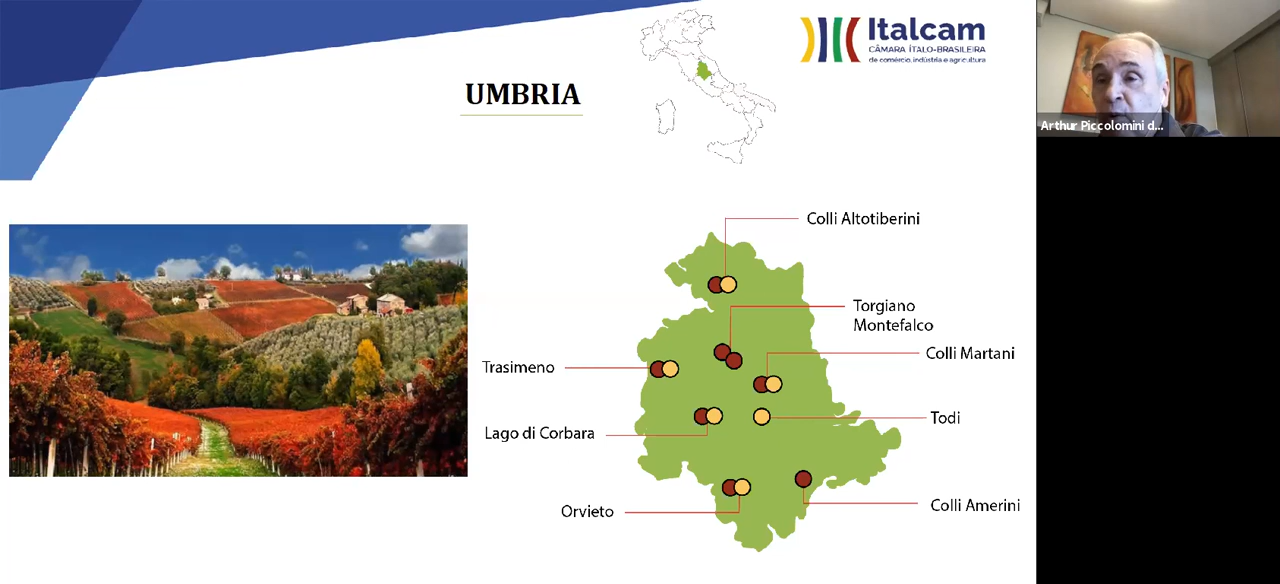 UMBRIA
Italcam
CÂMARA ÍTALO-BRASILEIRA
de comércio, indústria e agricultura
Arthur Piccolomini d...
Colli Altotiberini
Torgiano
Montefalco
Colli Martani
Trasimeno
Todi
Lago di Corbara
Colli Amerini
Orvieto